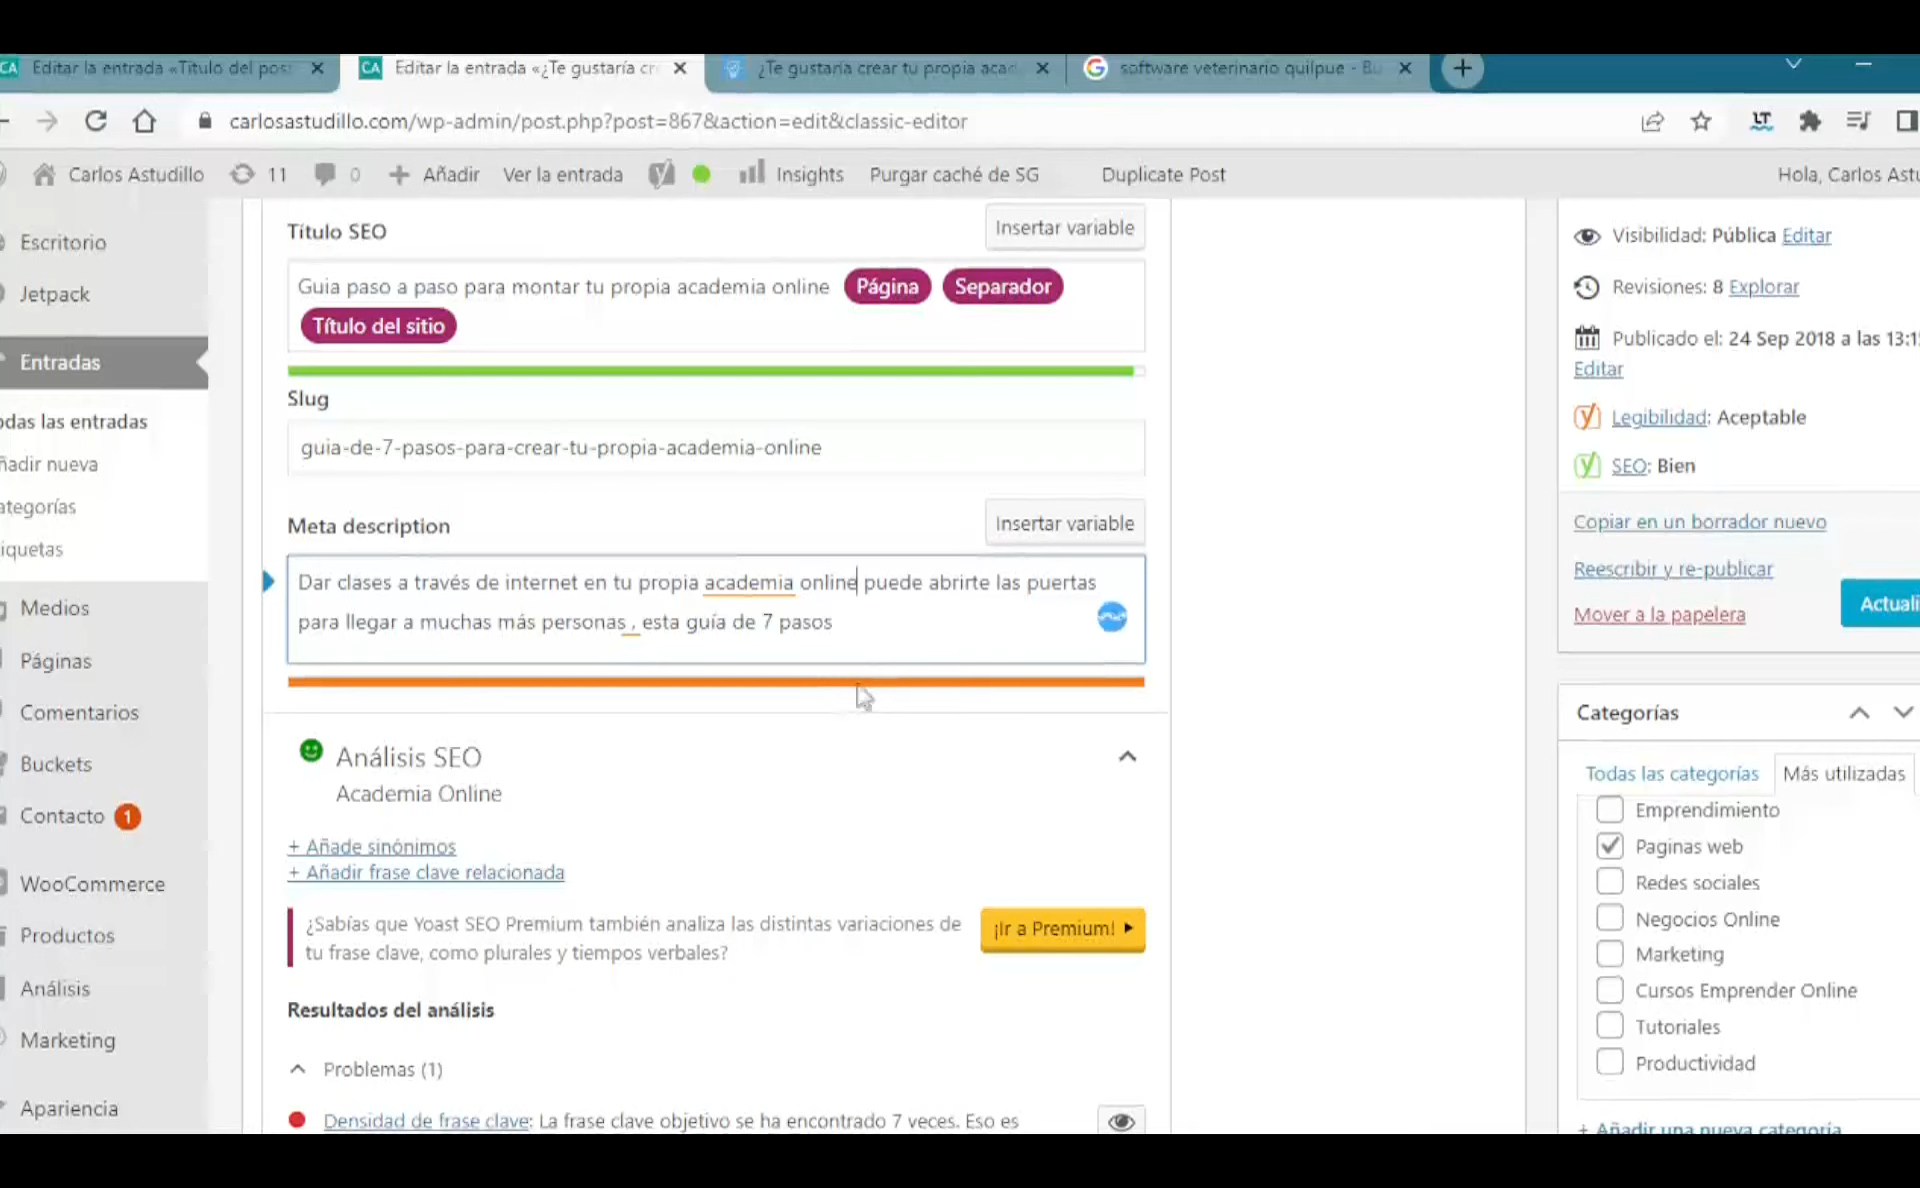 CA Editar la entrada «Título del pos
CA Editar la entrada «¿Te gustaría cr
¿Te gustaría crear tu propia acad
software veterinario quilpue - Bu
carlosastudillo.com/wp-admin/post.php?post=867&action=edit&classic-editor
LT
Carlos Astudillo
11
0
Añadir
Ver la entrada
Insights
Purgar caché de SG
Duplicate Post
Hola, Carlos Astu
Escritorio
Jetpack
Entradas
odas las entradas
ñadir nueva
ategorías
iquetas
Medios
Páginas
Comentarios
Buckets
Contacto 1
WooCommerce
Productos
Análisis
Marketing
Apariencia
Título SEO
Insertar variable
Guia paso a paso para montar tu propia academia online Página Separador
Título del sitio
Slug
guia-de-7-pasos-para-crear-tu-propia-academia-online
Meta description
Insertar variable
Dar clases a través de internet en tu propia academia online puede abrirte las puertas
para llegar a muchas más personas , esta guía de 7 pasos
Análisis SEO
Academia Online
+ Añade sinónimos
+ Añadir frase clave relacionada
¿Sabías que Yoast SEO Premium también analiza las distintas variaciones de
tu frase clave, como plurales y tiempos verbales?
¡Ir a Premium!
Resultados del análisis
Problemas (1)
Densidad de frase clave: La frase clave objetivo se ha encontrado 7 veces. Eso es
Visibilidad: Pública Editar
Revisiones: 8 Explorar
Publicado el: 24 Sep 2018 a las 13:1
Editar
Legibilidad: Aceptable
SEO: Bien
Copiar en un borrador nuevo
Reescribir y re-publicar
Mover a la papelera
Actuali
Categorías
Todas las categorías
Más utilizadas
Emprendimiento
Paginas web
Redes sociales
Negocios Online
Marketing
Cursos Emprender Online
Tutoriales
Productividad
+ Añadir una nueva categoría